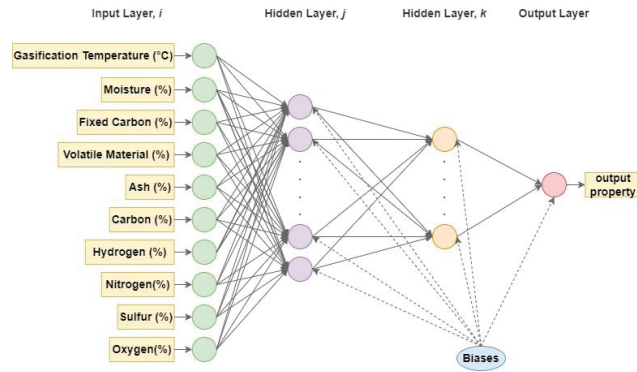 Input Layer, i
Hidden Layer, j
Hidden Layer, k
Output Layer
Gasification Temperature (°C)
Moisture (%)
Fixed Carbon (%)
Volatile Material (%)
Ash (%)
Carbon (%)
Hydrogen (%)
Nitrogen(%)
Sulfur (%)
Oxygen(%)
output
property
Biases